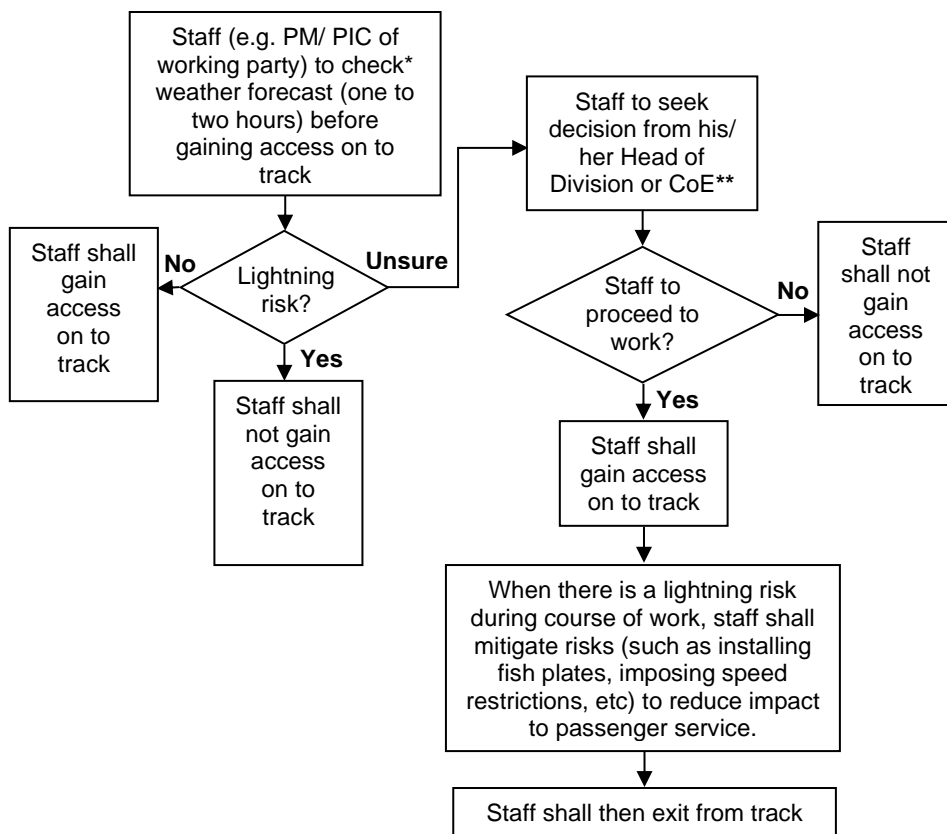 Staff (e.g. PM/ PIC of
working party) to check*
weather forecast (one to
two hours) before
gaining access on to
track
Staff to seek
decision from his/
her Head of
Division or CoE**
Staff shall
gain
access
on to
track
No
Lightning
risk?
Unsure
Yes
Staff shall
not gain
access
on to
track
Staff to
proceed to
work?
No
Staff
shall not
gain
access
on to
track
Yes
Staff shall
gain access
on to track
When there is a lightning risk
during course of work, staff shall
mitigate risks (such as installing
fish plates, imposing speed
restrictions, etc) to reduce impact
to passenger service.
Staff shall then exit from track